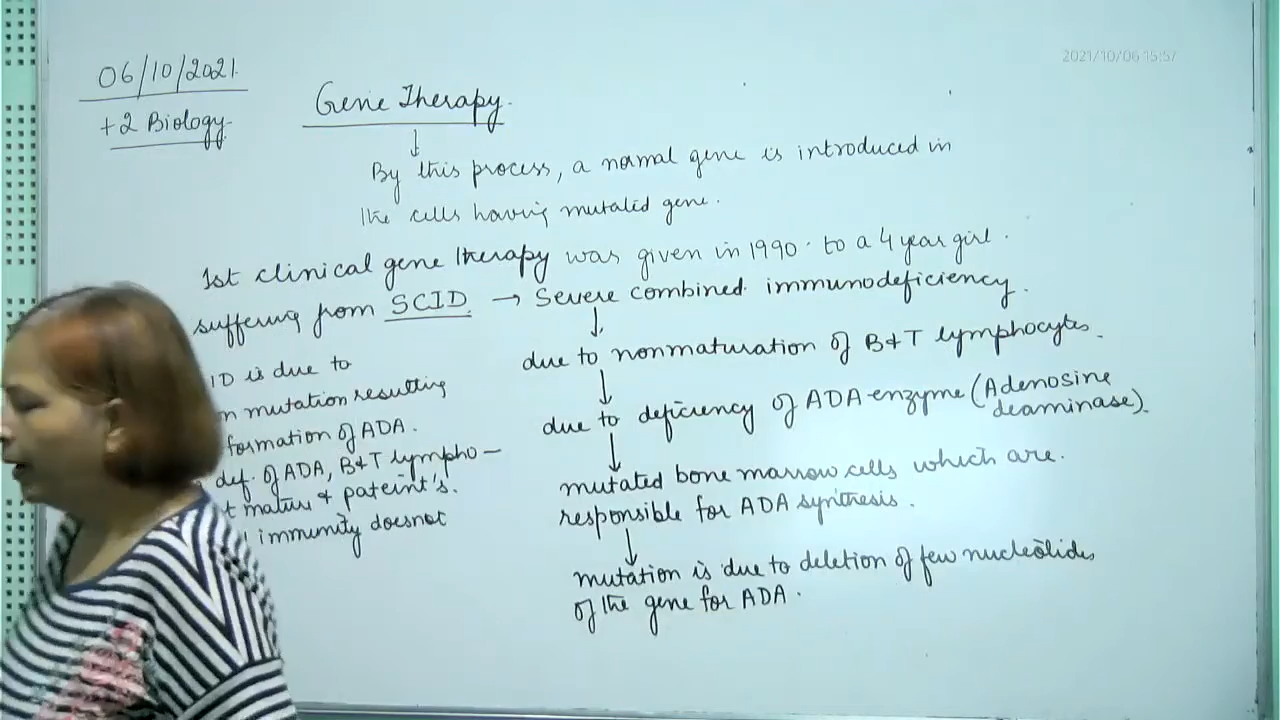 2021/10/06 15:57
06/10/2021
+2 Biology
Gene Therapy.
By this process, a normal gene is introduced in
the cells having mutated gene.
1st clinical gene therapy was given in 1990 to a 4 year girl.
suffering from SCID. → Severe combined immunodeficiency.
↓
due to nonmaturation of B & T lymphocytes.
↓
due to deficiency of ADA-enzyme (Adenosine
deaminase).
↓
mutated bone marrow cells which are.
responsible for ADA synthesis.
↓
mutation is due to deletion of few nucleotides
of the gene for ADA.
ID is due to
mutation resulting
formation of ADA.
def. of ADA, B & T lympho-
mature & pateint's.
immunity doesnot